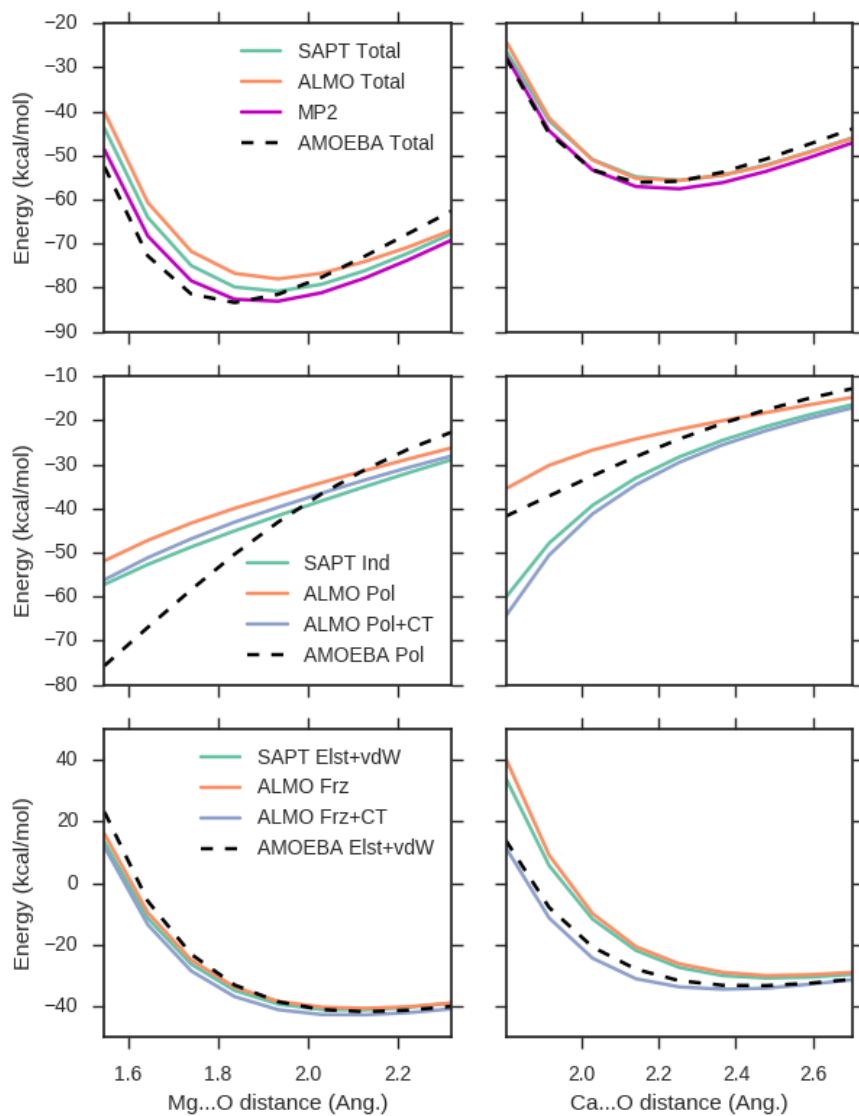 −20
−30
−40
−50
−60
−70
−80
−90
Energy (kcal/mol)
SAPT Total
ALMO Total
MP2
AMOEBA Total
−10
−20
−30
−40
−50
−60
−70
−80
Energy (kcal/mol)
SAPT Ind
ALMO Pol
ALMO Pol+CT
AMOEBA Pol
40
20
0
−20
−40
Energy (kcal/mol)
SAPT Elst+vdW
ALMO Frz
ALMO Frz+CT
AMOEBA Elst+vdW
1.6 1.8 2.0 2.2
Mg...O distance (Ang.)
2.0 2.2 2.4 2.6
Ca...O distance (Ang.)